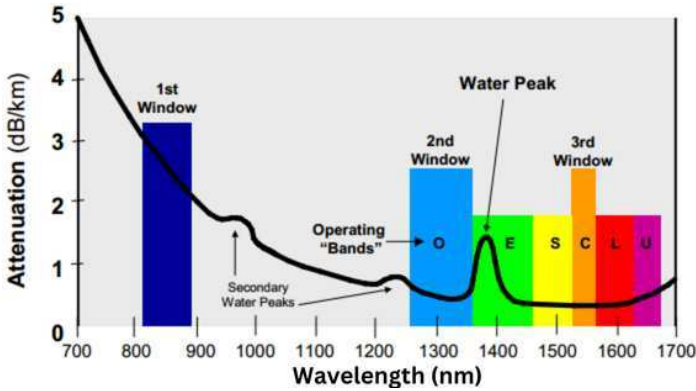 5
4
3
2
1
0
Attenuation (dB/km)
1st
Window
Water Peak
2nd
Window
3rd
Window
Operating
"Bands"
O
E
S
C
L
U
Secondary
Water Peaks
700
800
900
1000
1100
1200
1300
1400
1500
1600
1700
Wavelength (nm)